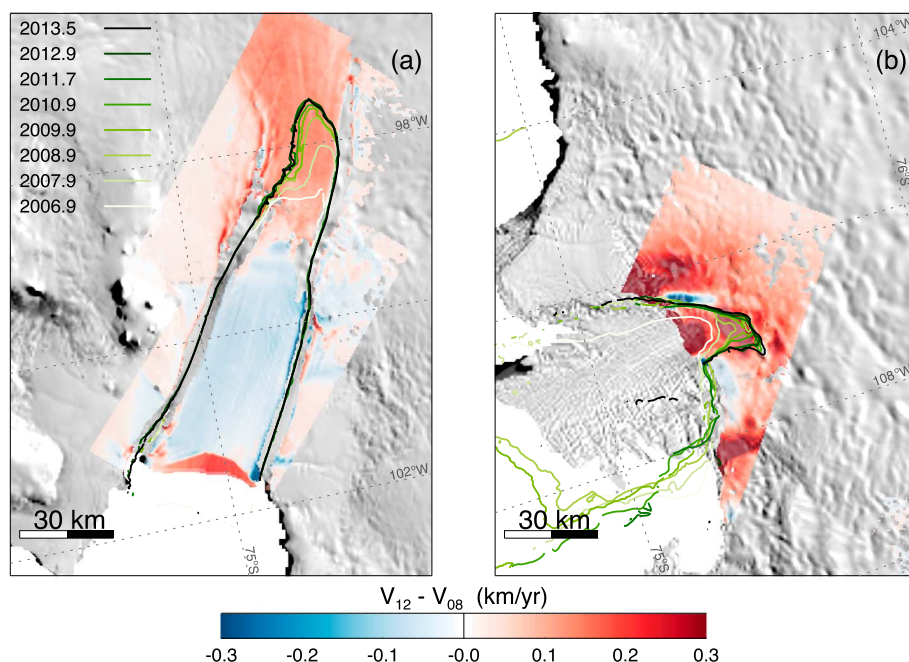 2013.5
2012.9
2011.7
2010.9
2009.9
2008.9
2007.9
2006.9
(a)
98°W
102°W
75°S
30 km
(b)
104°W
76°S
108°W
75°S
30 km
V12 - V08 (km/yr)
-0.3 -0.2 -0.1 -0.0 0.1 0.2 0.3